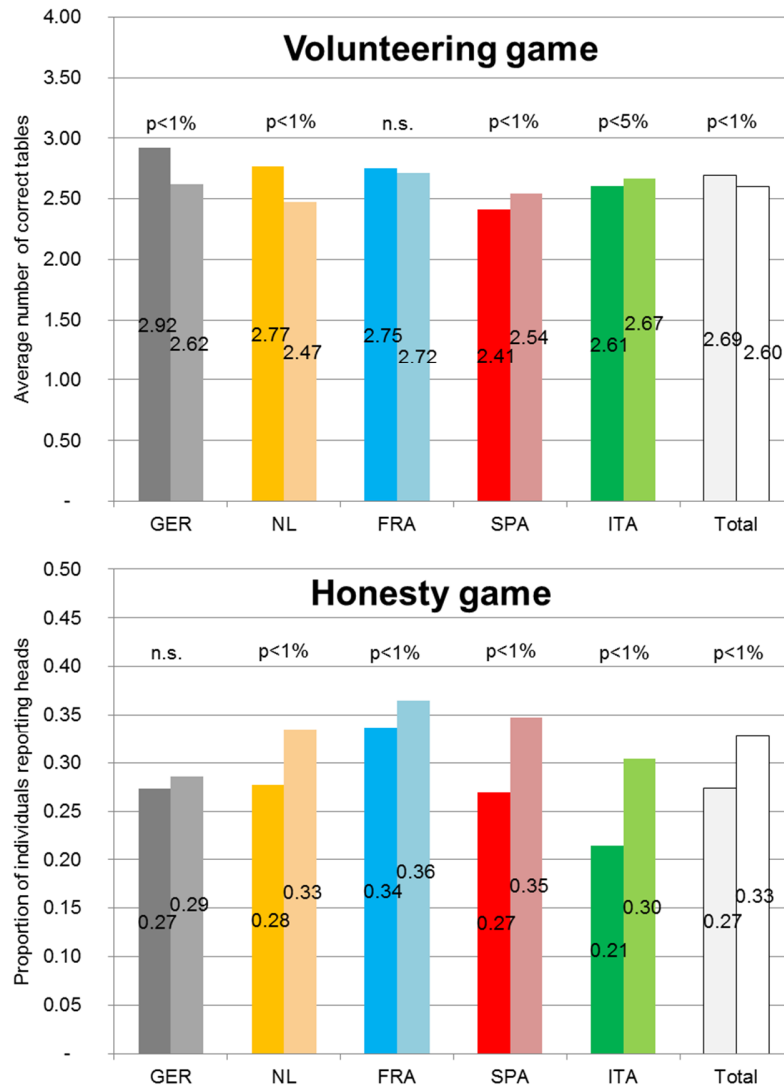 Volunteering game
Average number of correct tables
4.00
3.50
3.00
2.50
2.00
1.50
1.00
0.50
-
p<1% p<1% n.s. p<1% p<5% p<1%
2.92 2.62 2.77 2.47 2.75 2.72 2.41 2.54 2.61 2.67 2.69 2.60
GER NL FRA SPA ITA Total
Honesty game
Proportion of individuals reporting heads
0.50
0.45
0.40
0.35
0.30
0.25
0.20
0.15
0.10
0.05
-
n.s. p<1% p<1% p<1% p<1% p<1%
0.27 0.29 0.28 0.33 0.34 0.36 0.27 0.35 0.21 0.30 0.27 0.33
GER NL FRA SPA ITA Total